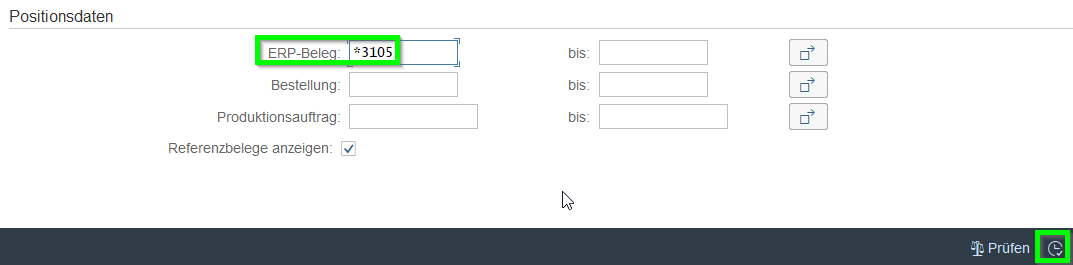 Positionsdaten
ERP-Beleg: *3105 bis:
Bestellung: bis:
Produktionsauftrag: bis:
Referenzbelege anzeigen:
Prüfen